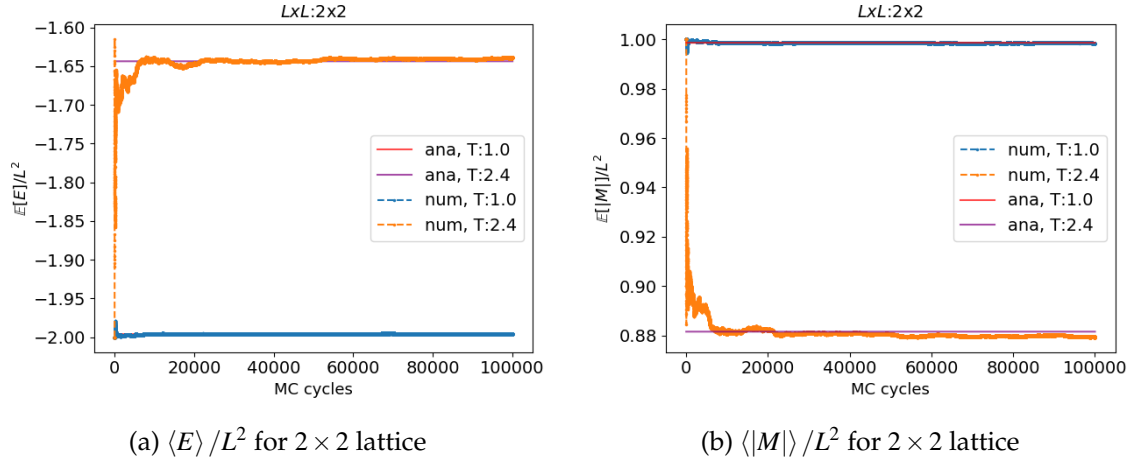 LxL:2x2
−1.60
−1.65
−1.70
−1.75
−1.80
−1.85
−1.90
−1.95
−2.00
𝔼[E]/L²
ana, T:1.0
ana, T:2.4
num, T:1.0
num, T:2.4
0 20000 40000 60000 80000 100000
MC cycles
(a) ⟨E⟩/L² for 2 × 2 lattice
LxL:2x2
1.00
0.98
0.96
0.94
0.92
0.90
0.88
𝔼[|M|]/L²
num, T:1.0
num, T:2.4
ana, T:1.0
ana, T:2.4
0 20000 40000 60000 80000 100000
MC cycles
(b) ⟨|M|⟩/L² for 2 × 2 lattice